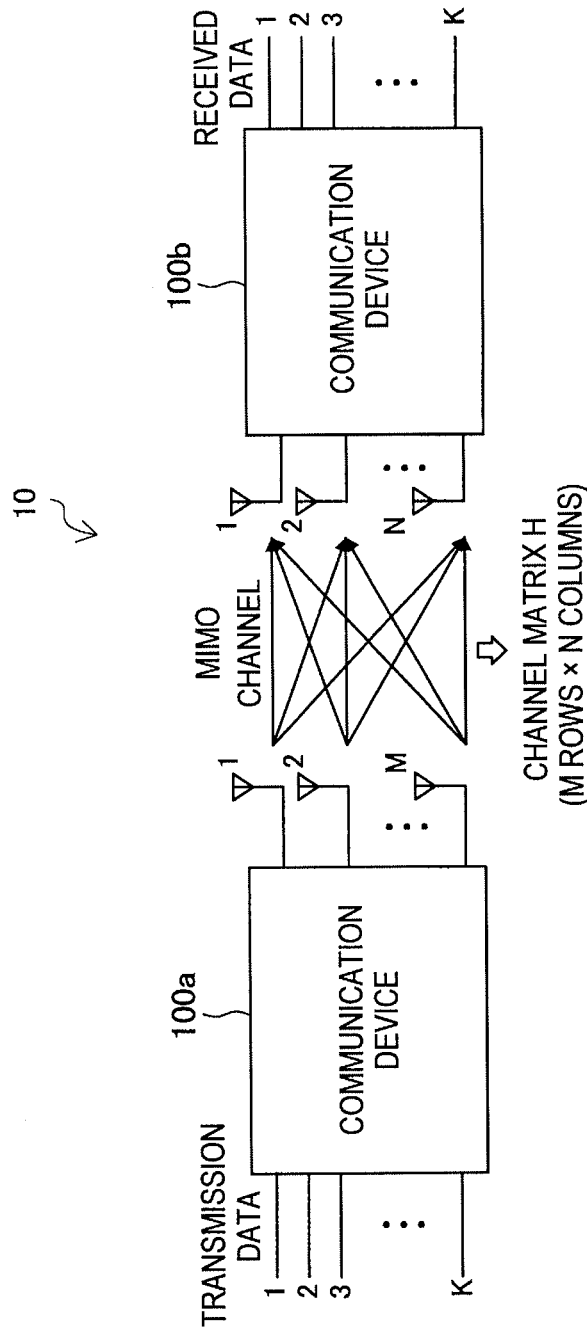 10
TRANSMISSION
DATA
1
2
3
K
100a
COMMUNICATION
DEVICE
1
2
M
MIMO
CHANNEL
CHANNEL MATRIX H
(M ROWS × N COLUMNS)
1
2
N
100b
COMMUNICATION
DEVICE
RECEIVED
DATA
1
2
3
K